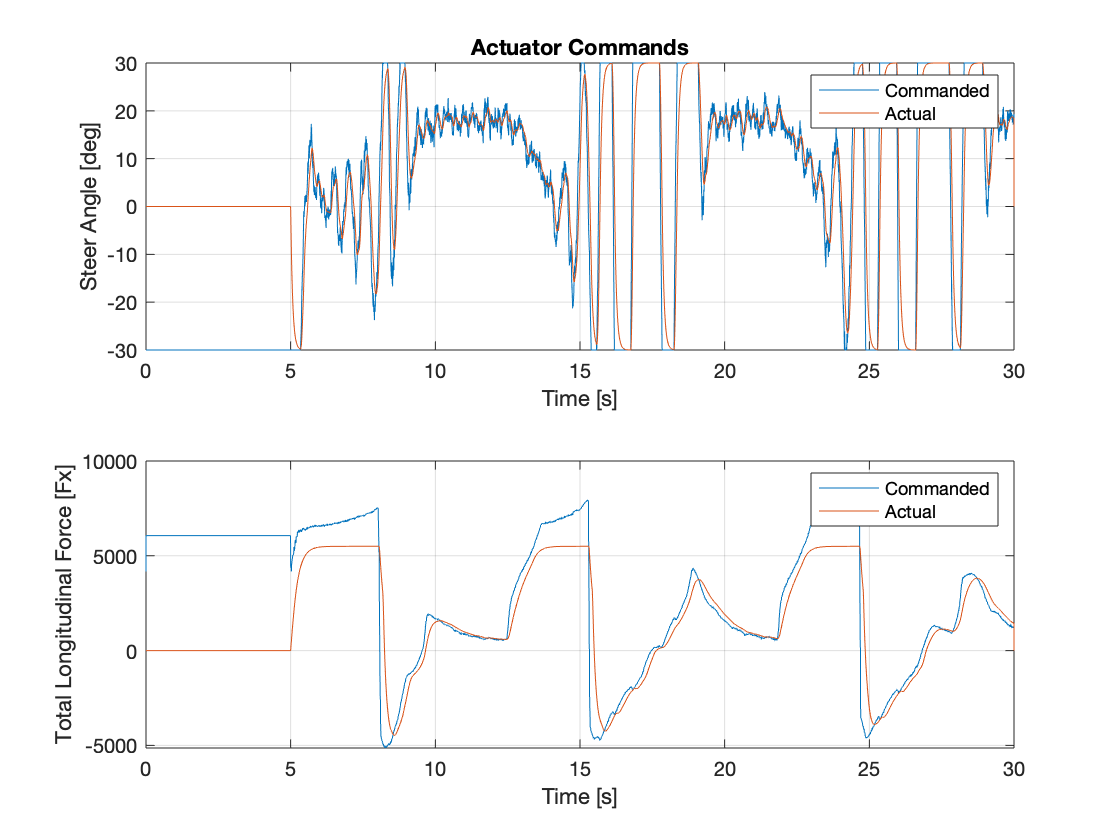 Actuator Commands
Steer Angle [deg]
30
20
10
0
-10
-20
-30
Commanded
Actual
0 5 10 15 20 25 30
Time [s]
Total Longitudinal Force [Fx]
10000
5000
0
-5000
Commanded
Actual
0 5 10 15 20 25 30
Time [s]